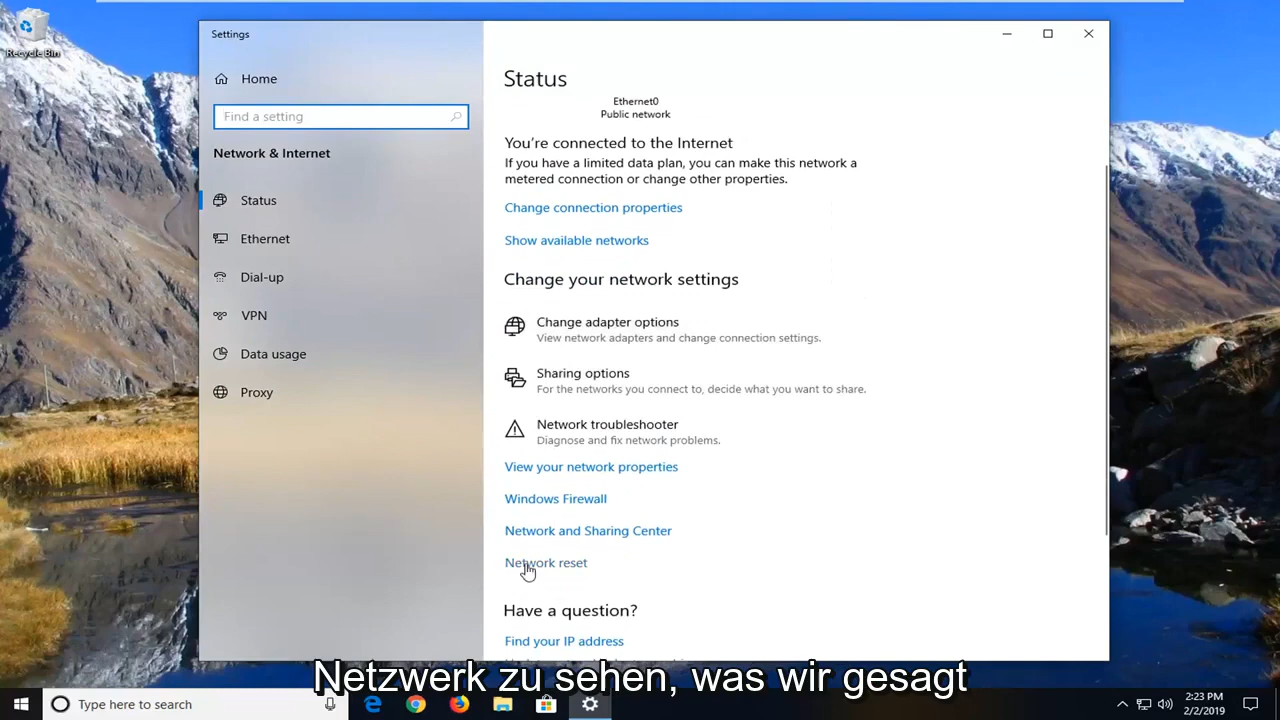 Recycle Bin
Settings
Home
Find a setting
Network & Internet
Status
Ethernet
Dial-up
VPN
Data usage
Proxy
Status
Ethernet0
Public network
You're connected to the Internet
If you have a limited data plan, you can make this network a
metered connection or change other properties.
Change connection properties
Show available networks
Change your network settings
Change adapter options
View network adapters and change connection settings.
Sharing options
For the networks you connect to, decide what you want to share.
Network troubleshooter
Diagnose and fix network problems.
View your network properties
Windows Firewall
Network and Sharing Center
Network reset
Have a question?
Find your IP address
Netzwerk zu sehen, was wir gesagt
Type here to search
2:23 PM
2/2/2019